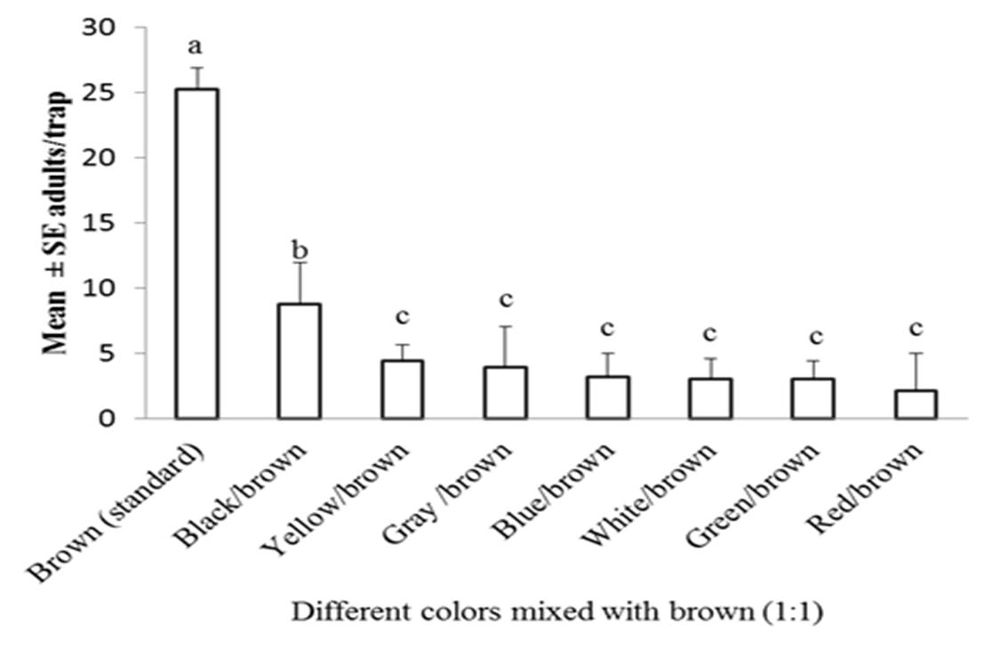 Mean ±SE adults/trap
30
25
20
15
10
5
0
a
b
c
c
c
c
c
c
Brown (standard)
Black/brown
Yellow/brown
Gray /brown
Blue/brown
White/brown
Green/brown
Red/brown
Different colors mixed with brown (1:1)